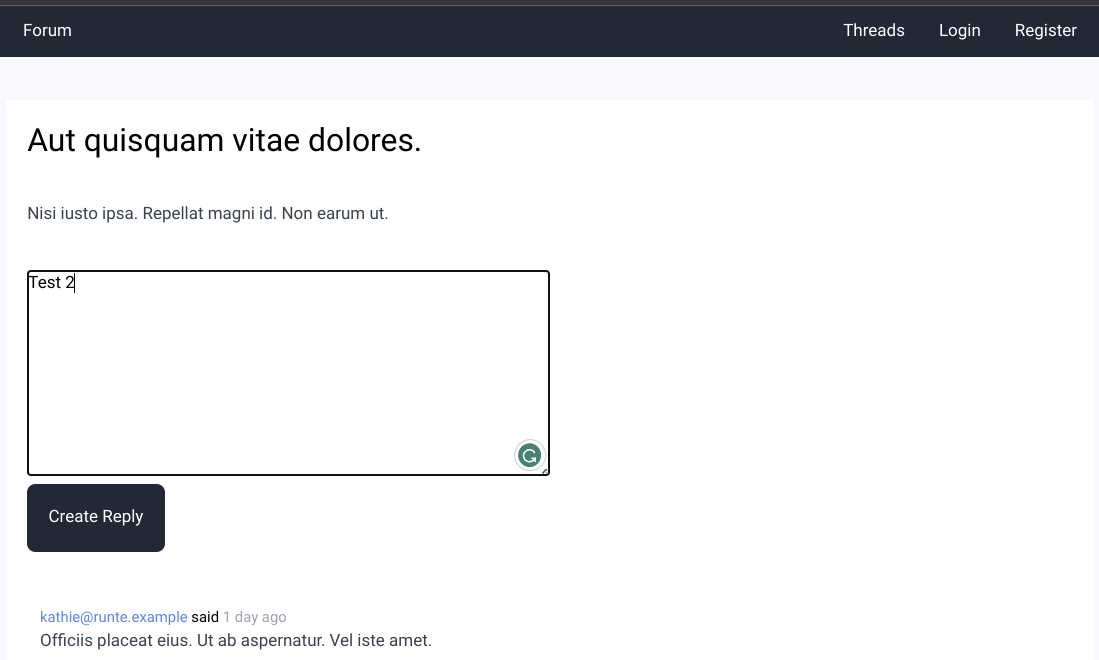 Forum Threads Login Register
Aut quisquam vitae dolores.
Nisi iusto ipsa. Repellat magni id. Non earum ut.
Test 2
Create Reply
kathie@runte.example said 1 day ago
Officiis placeat eius. Ut ab aspernatur. Vel iste amet.